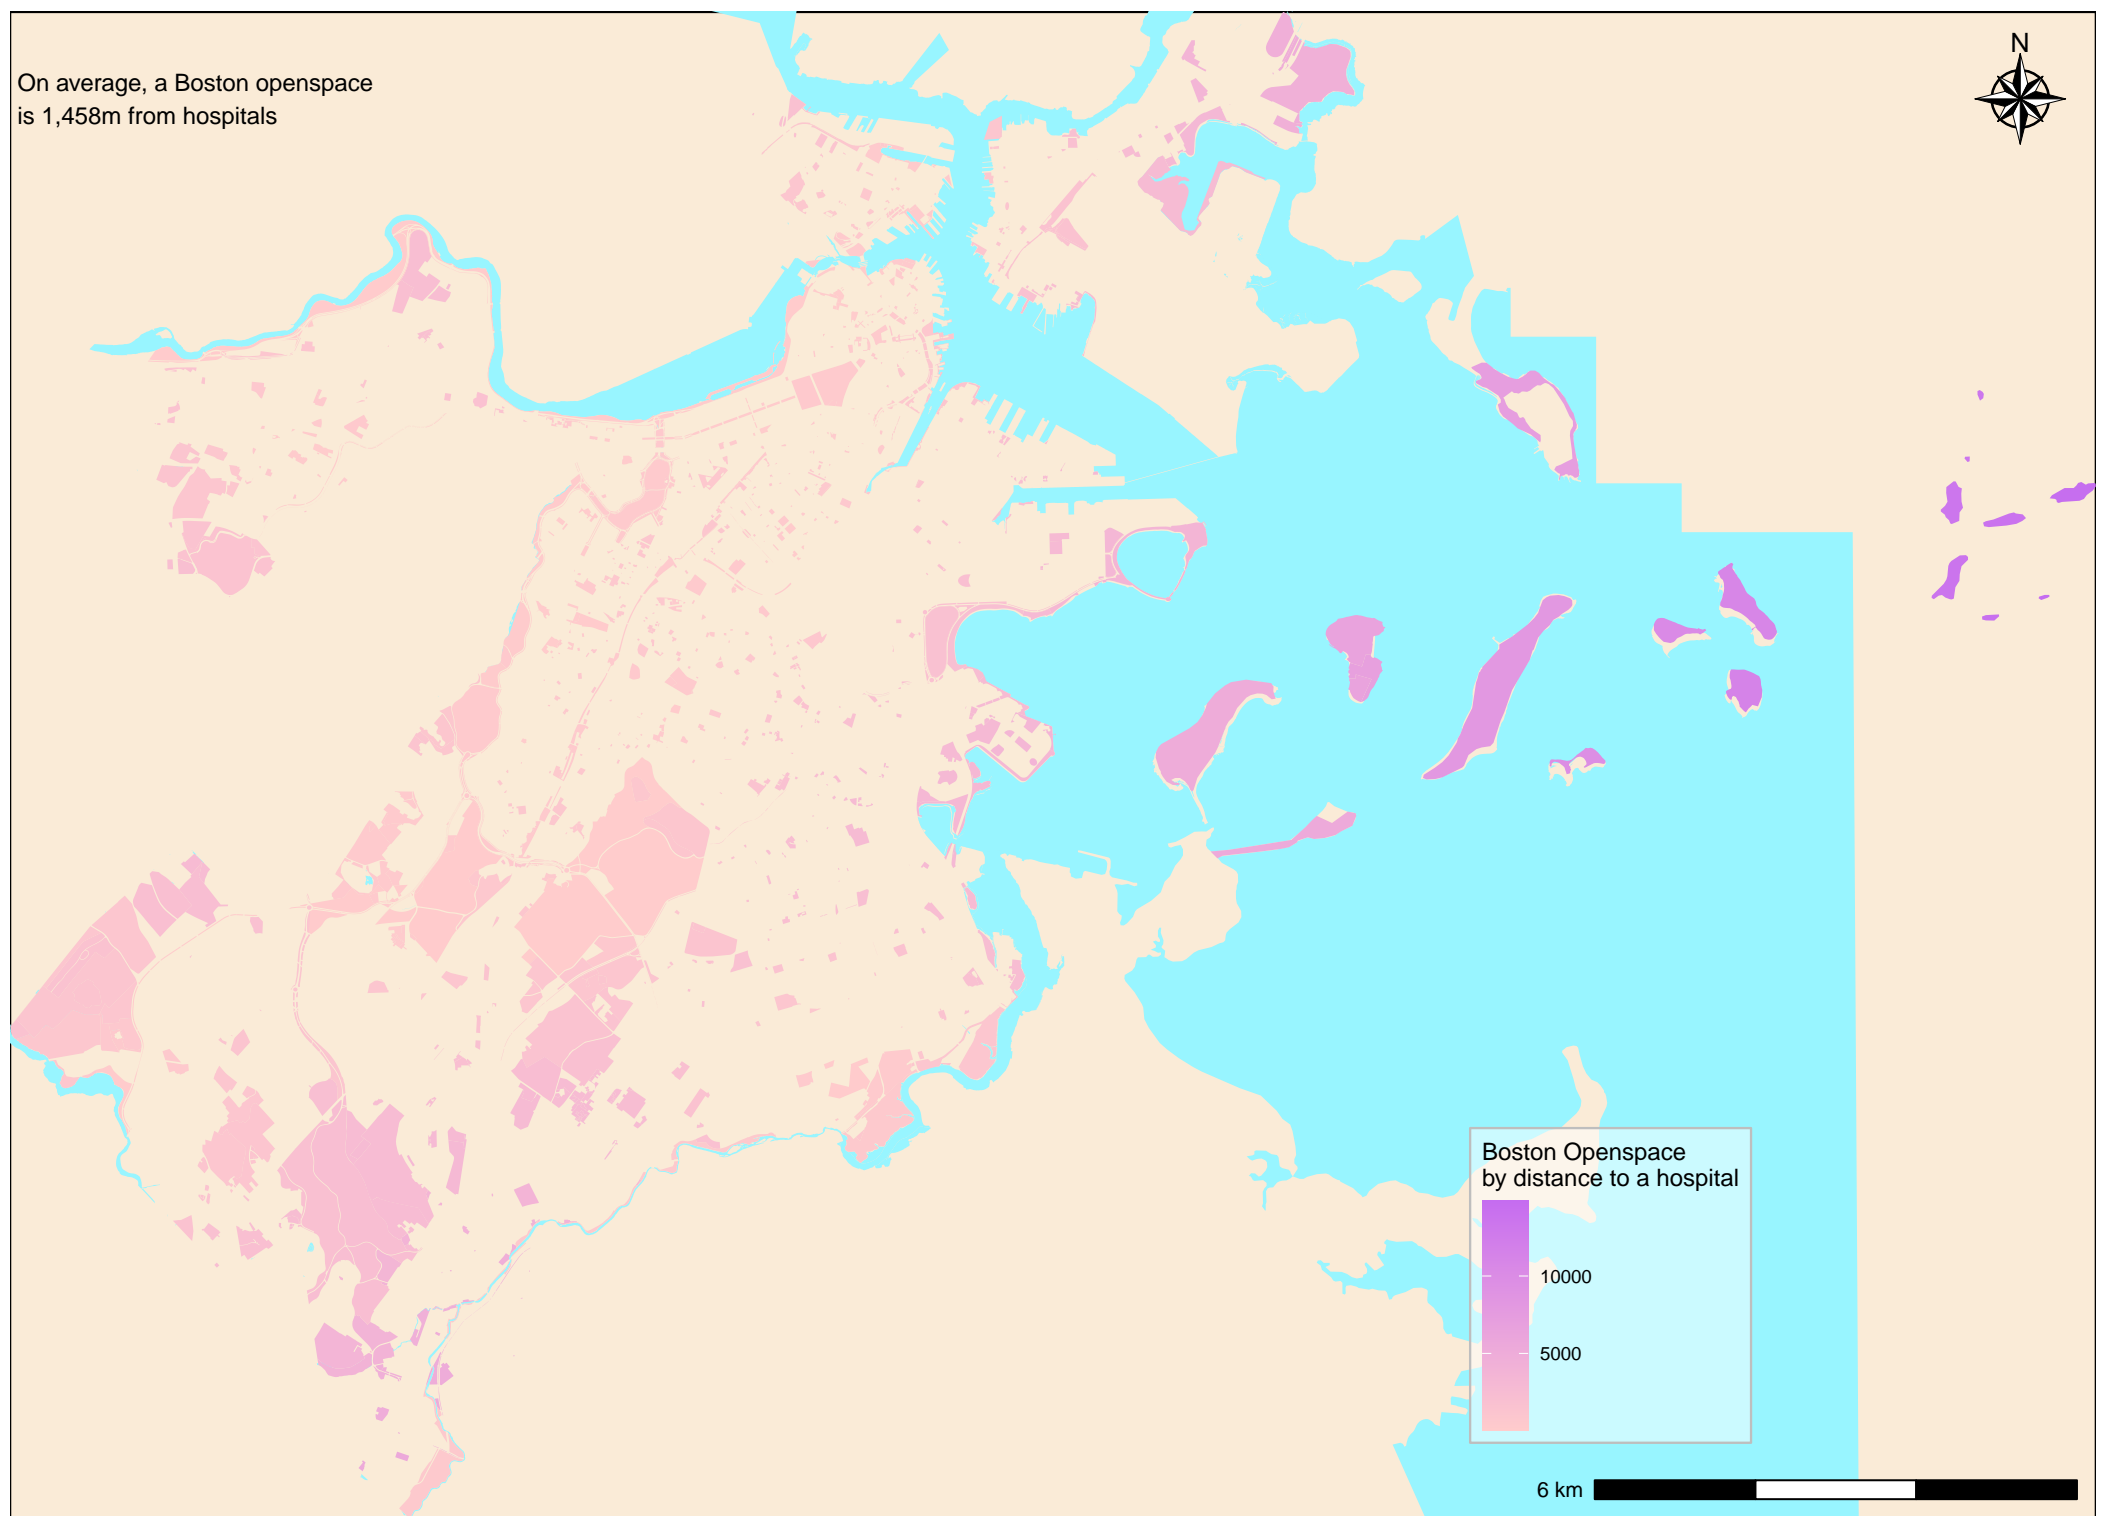 On average, a Boston openspace
is 1,458m from hospitals
N
Boston Openspace
by distance to a hospital
10000
5000
6 km